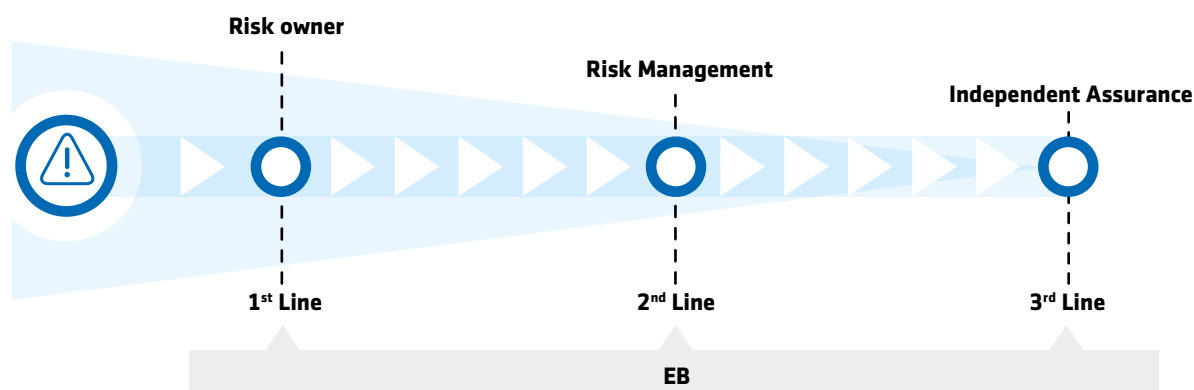 Risk owner
Risk Management
Independent Assurance
1st Line
2nd Line
3rd Line
EB